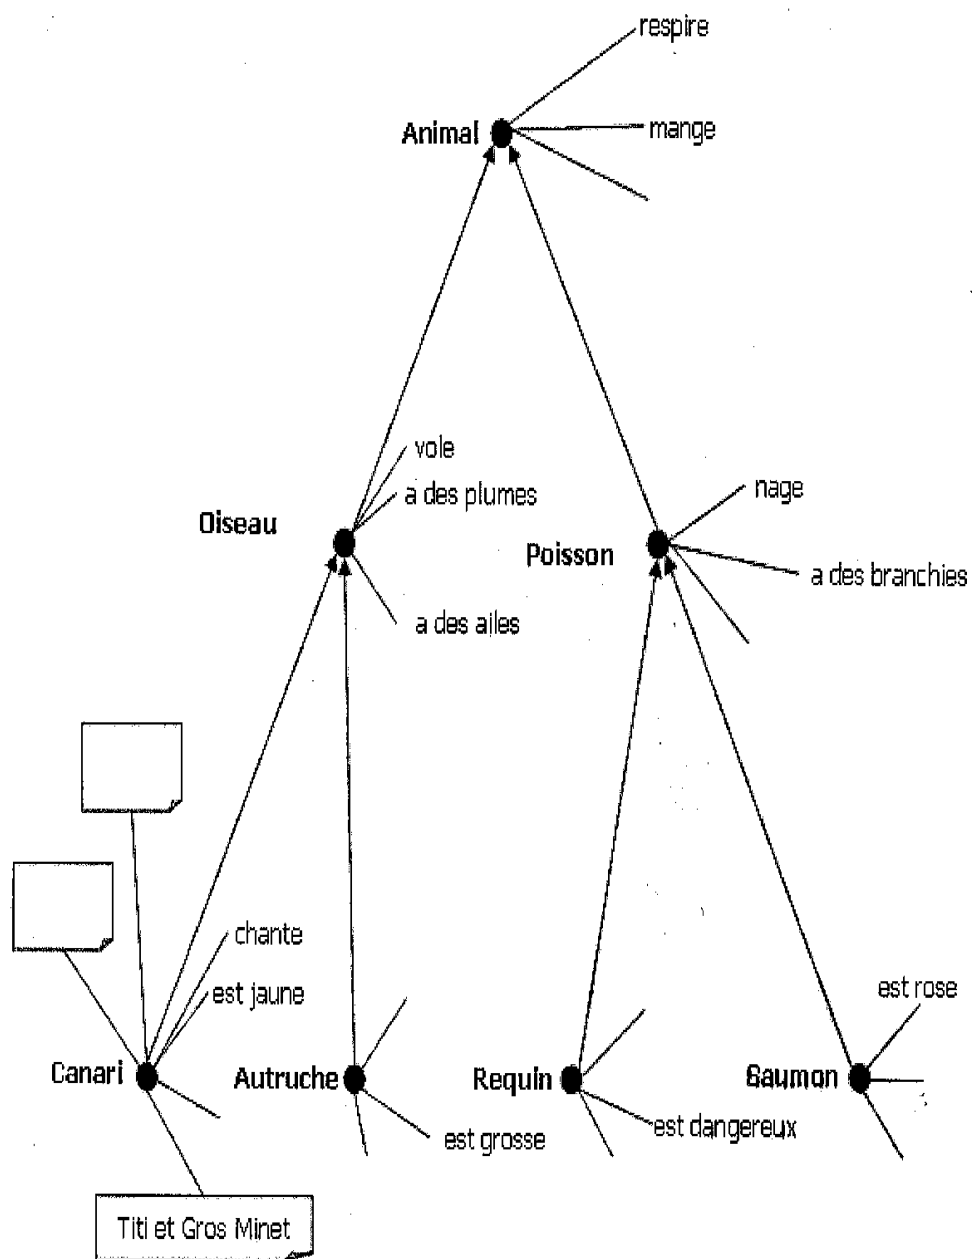 respire
Animal
mange
vole
a des plumes
Oiseau
nage
Poisson
a des branchies
a des ailes
chante
est jaune
est rose
Canari
Autruche
Requin
Saumon
est grosse
est dangereux
Titi et Gros Minet